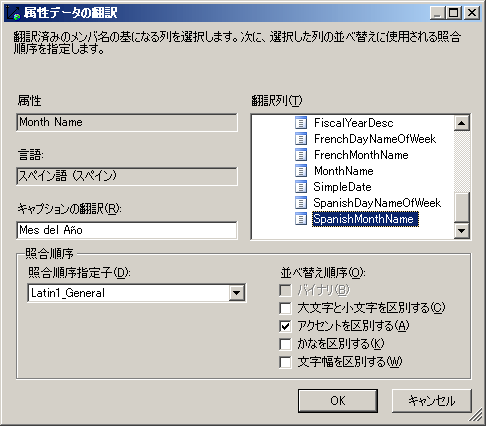 属性データの翻訳
翻訳済みのメンバ名の基になる列を選択します。次に、選択した列の並べ替えに使用される照合
順序を指定します。
属性
Month Name
言語:
スペイン語 (スペイン)
キャプションの翻訳(R):
Mes del Año
翻訳列(T)
FiscalYearDesc
FrenchDayNameOfWeek
FrenchMonthName
MonthName
SimpleDate
SpanishDayNameOfWeek
SpanishMonthName
照合順序
照合順序指定子(D):
Latin1_General
並べ替え順序(O):
バイナリ(B)
大文字と小文字を区別する(C)
アクセントを区別する(A)
かなを区別する(K)
文字幅を区別する(W)
OK
キャンセル